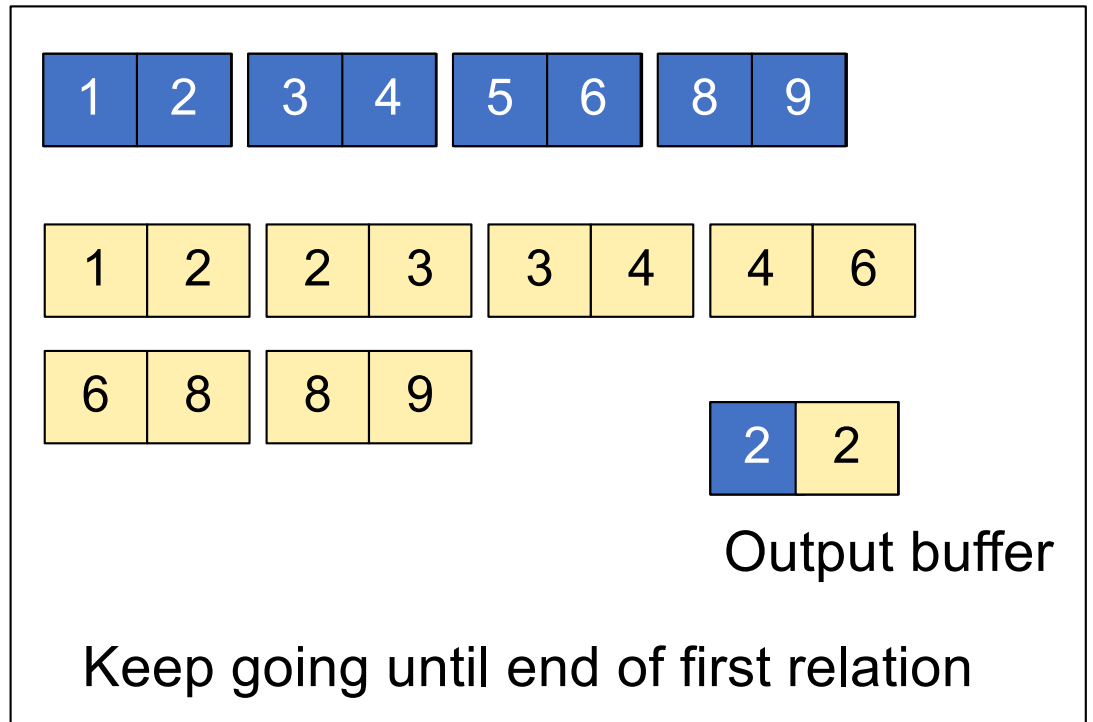 1 2 3 4 5 6 8 9
1 2 2 3 3 4 4 6
6 8 8 9
2 2
Output buffer
Keep going until end of first relation